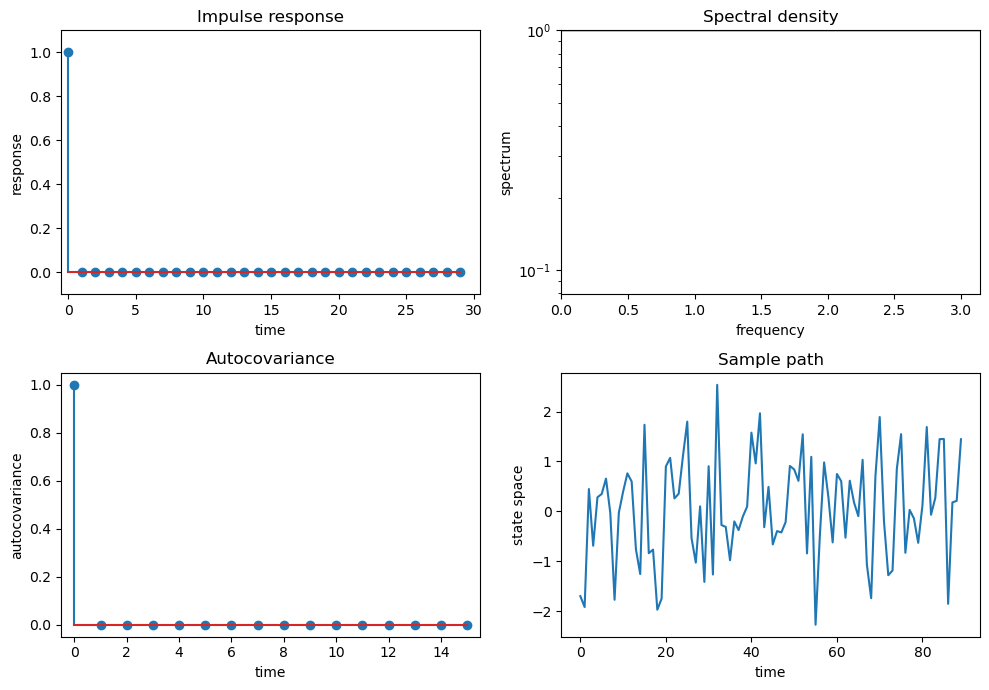 Impulse response
1.0
0.8
0.6
0.4
0.2
0.0
response
0 5 10 15 20 25 30
time
Spectral density
10⁰
10⁻¹
spectrum
0.0 0.5 1.0 1.5 2.0 2.5 3.0
frequency
Autocovariance
1.0
0.8
0.6
0.4
0.2
0.0
autocovariance
0 2 4 6 8 10 12 14
time
Sample path
2
1
0
−1
−2
state space
0 20 40 60 80
time